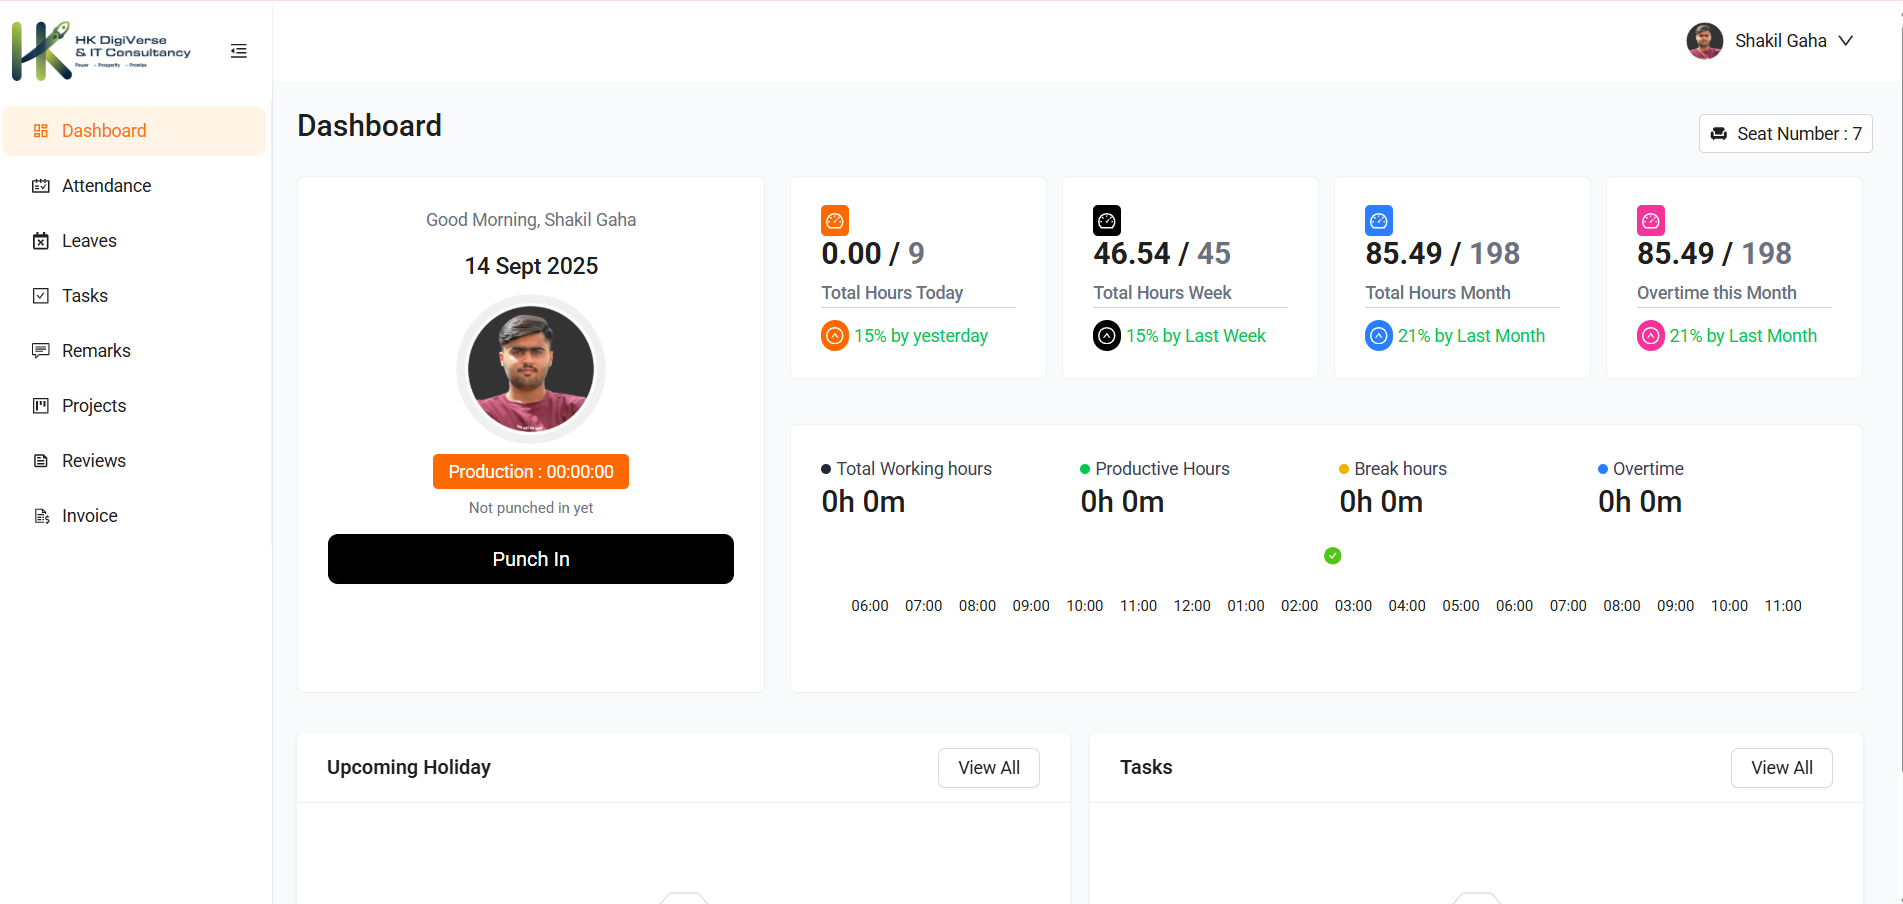 HK DigiVerse
& IT Consultancy
Power - Prosperity - Promise
Shakil Gaha
Dashboard
Attendance
Leaves
Tasks
Remarks
Projects
Reviews
Invoice
Dashboard
Seat Number : 7
Good Morning, Shakil Gaha
14 Sept 2025
Production : 00:00:00
Not punched in yet
Punch In
0.00 / 9
Total Hours Today
15% by yesterday
46.54 / 45
Total Hours Week
15% by Last Week
85.49 / 198
Total Hours Month
21% by Last Month
85.49 / 198
Overtime this Month
21% by Last Month
Total Working hours
0h 0m
Productive Hours
0h 0m
Break hours
0h 0m
Overtime
0h 0m
06:00 07:00 08:00 09:00 10:00 11:00 12:00 01:00 02:00 03:00 04:00 05:00 06:00 07:00 08:00 09:00 10:00 11:00
Upcoming Holiday
View All
Tasks
View All